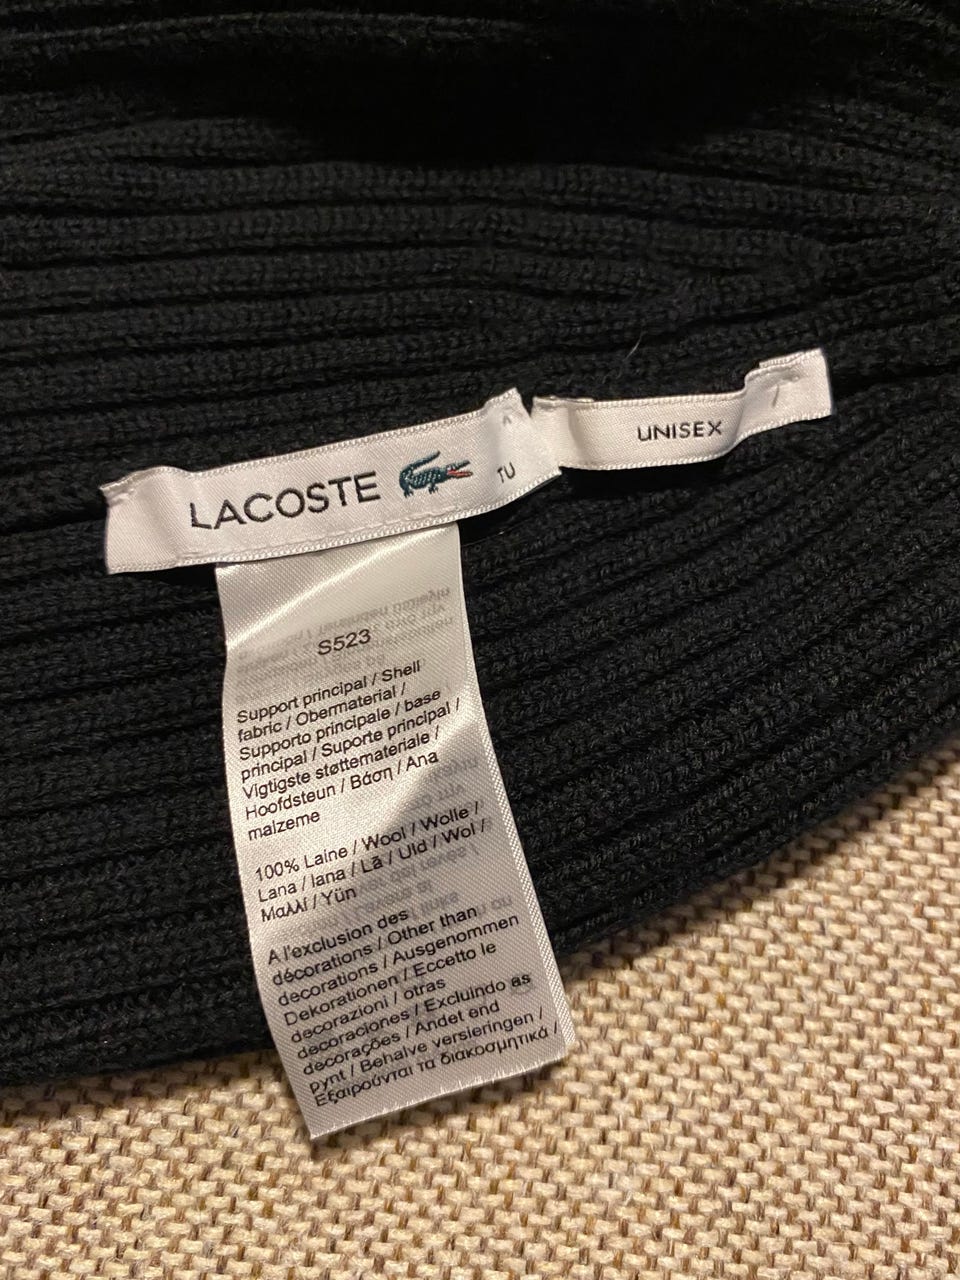 LACOSTE TU
UNISEX
S523
Support principal / Shell
fabric / Obermaterial /
Supporto principale / base
principal / Suporte principal /
Vigtigste støttemateriale /
Hoofdsteun / Βάση / Ana
malzeme
100% Laine / Wool / Wolle /
Lana / lana / Lã / Uld / Wol /
Μαλλί / Yün
A l'exclusion des
décorations / Other than
decorations / Ausgenommen
Dekorationen / Eccetto le
decorazioni / otras
decoraciones / Excluindo as
decorações / Andet end
pynt / Behalve versieringen /
Εξαιρούνται τα διακοσμητικά /